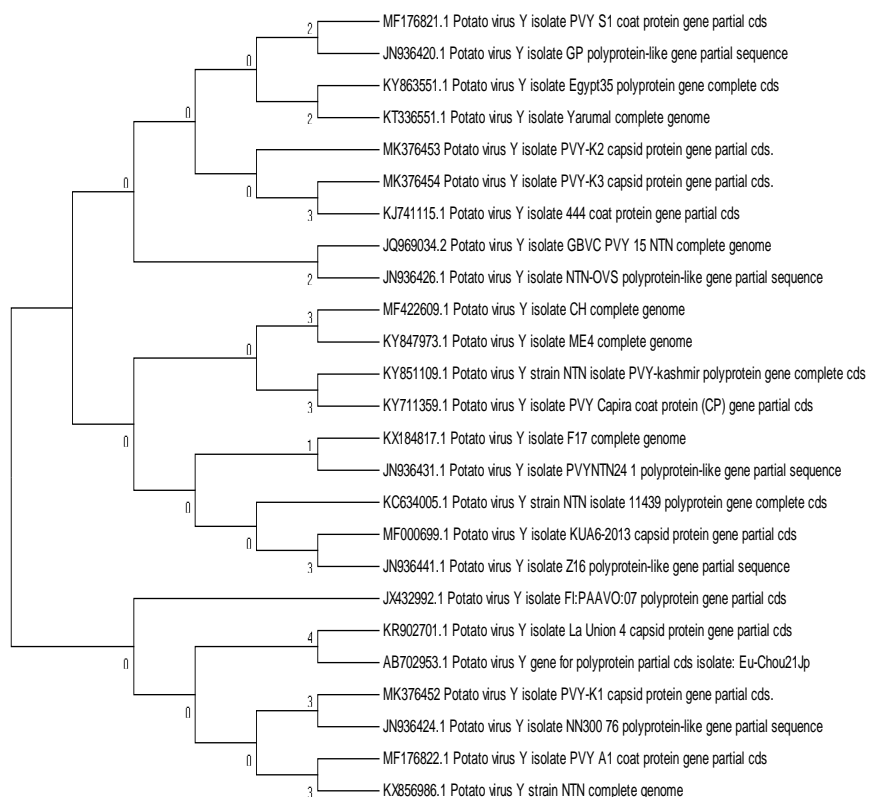 MF176821.1 Potato virus Y isolate PVY S1 coat protein gene partial cds
2
JN936420.1 Potato virus Y isolate GP polyprotein-like gene partial sequence
0
KY863551.1 Potato virus Y isolate Egypt35 polyprotein gene complete cds
0
2
KT336551.1 Potato virus Y isolate Yarumal complete genome
MK376453 Potato virus Y isolate PVY-K2 capsid protein gene partial cds.
0
0
MK376454 Potato virus Y isolate PVY-K3 capsid protein gene partial cds.
3
KJ741115.1 Potato virus Y isolate 444 coat protein gene partial cds
JQ969034.2 Potato virus Y isolate GBVC PVY 15 NTN complete genome
2
JN936426.1 Potato virus Y isolate NTN-OVS polyprotein-like gene partial sequence
MF422609.1 Potato virus Y isolate CH complete genome
3
KY847973.1 Potato virus Y isolate ME4 complete genome
0
KY851109.1 Potato virus Y strain NTN isolate PVY-kashmir polyprotein gene complete cds
3
KY711359.1 Potato virus Y isolate PVY Capira coat protein (CP) gene partial cds
0
KX184817.1 Potato virus Y isolate F17 complete genome
1
JN936431.1 Potato virus Y isolate PVYNTN24 1 polyprotein-like gene partial sequence
0
KC634005.1 Potato virus Y strain NTN isolate 11439 polyprotein gene complete cds
0
MF000699.1 Potato virus Y isolate KUA6-2013 capsid protein gene partial cds
3
JN936441.1 Potato virus Y isolate Z16 polyprotein-like gene partial sequence
JX432992.1 Potato virus Y isolate FI:PAAVO:07 polyprotein gene partial cds
0
KR902701.1 Potato virus Y isolate La Union 4 capsid protein gene partial cds
4
AB702953.1 Potato virus Y gene for polyprotein partial cds isolate: Eu-Chou21Jp
0
MK376452 Potato virus Y isolate PVY-K1 capsid protein gene partial cds.
3
JN936424.1 Potato virus Y isolate NN300 76 polyprotein-like gene partial sequence
0
MF176822.1 Potato virus Y isolate PVY A1 coat protein gene partial cds
3
KX856986.1 Potato virus Y strain NTN complete genome